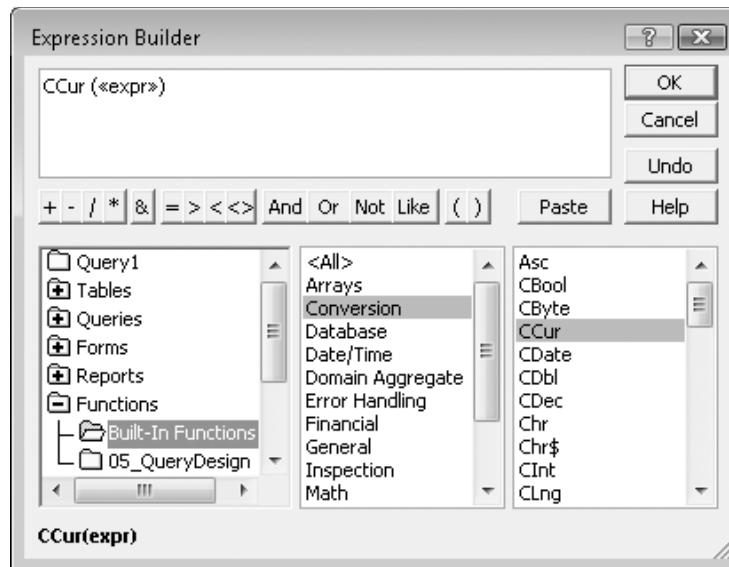 Expression Builder
?
CCur («expr»)
OK
Cancel
Undo
+ - / * & = > < <> And Or Not Like ( ) Paste Help
Query1
Tables
Queries
Forms
Reports
Functions
Built-In Functions
05_QueryDesign
<All>
Arrays
Conversion
Database
Date/Time
Domain Aggregate
Error Handling
Financial
General
Inspection
Math
Asc
CBool
CByte
CCur
CDate
CDbl
CDec
Chr
Chr$
CInt
CLng
CCur(expr)